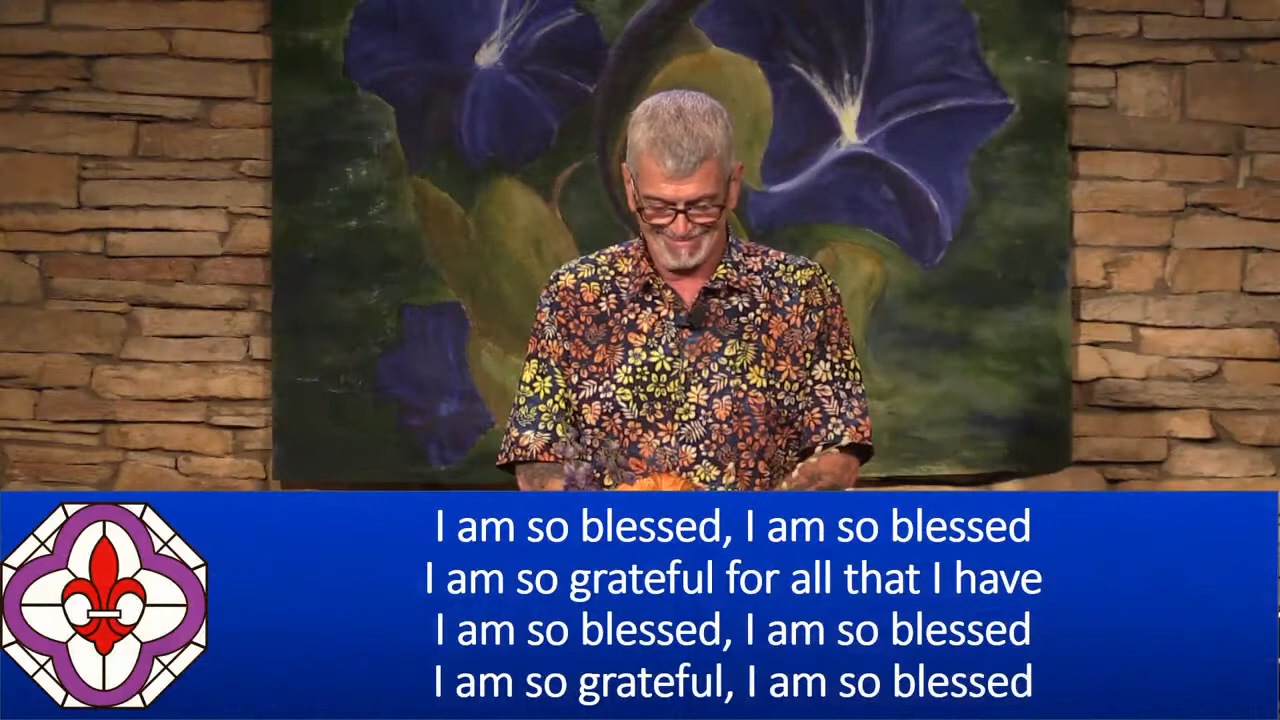 I am so blessed, I am so blessed
I am so grateful for all that I have
I am so blessed, I am so blessed
I am so grateful, I am so blessed